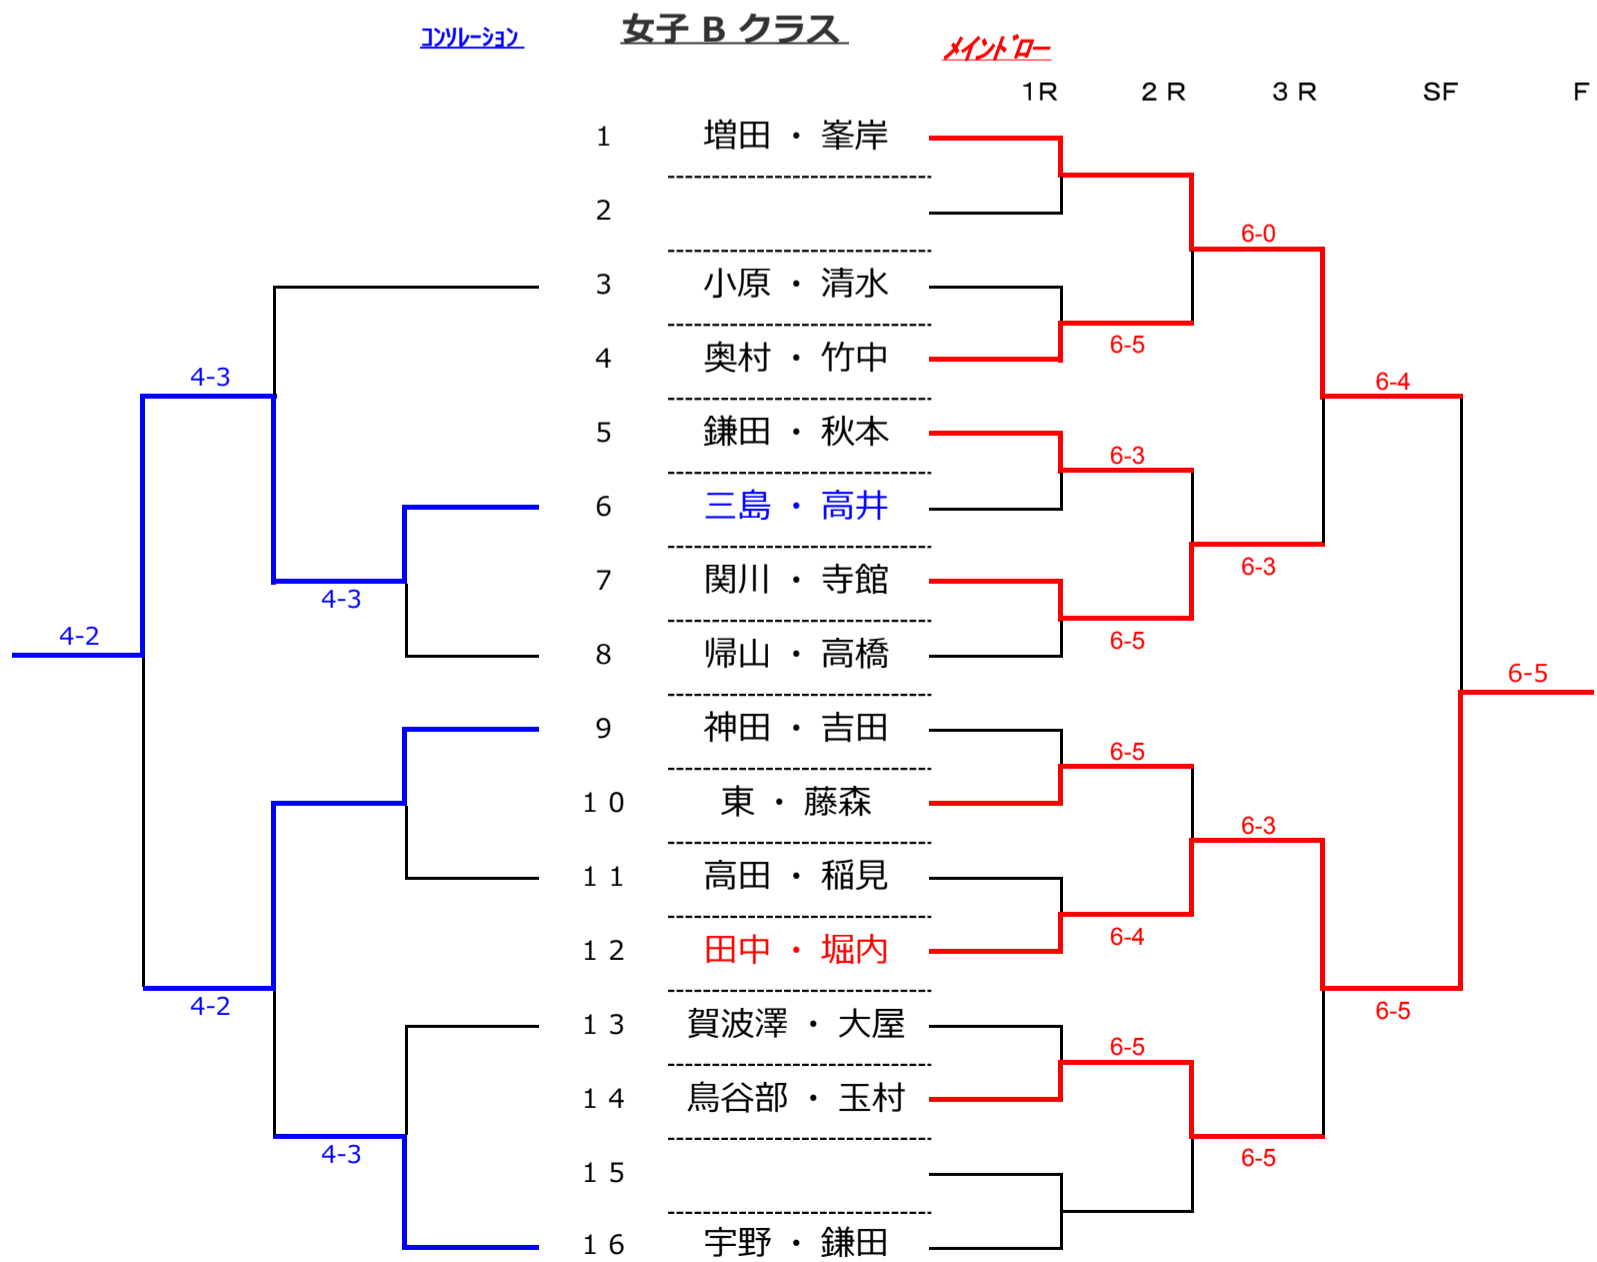 女子 B クラス
コンソレーション
メインドロー
1R 2 R 3 R SF F
1 増田 ・ 峯岸
2
6-0
3 小原 ・ 清水
6-5
4 奥村 ・ 竹中
4-3 6-4
5 鎌田 ・ 秋本
6-3
6 三島 ・ 高井
6-3
7 関川 ・ 寺館
4-3
6-5
4-2 8 帰山 ・ 高橋
6-5
9 神田 ・ 吉田
6-5
1 0 東 ・ 藤森
6-3
1 1 高田 ・ 稲見
6-4
1 2 田中 ・ 堀内
4-2 6-5
1 3 賀波澤 ・ 大屋
6-5
1 4 鳥谷部 ・ 玉村
4-3 6-5
1 5
1 6 宇野 ・ 鎌田